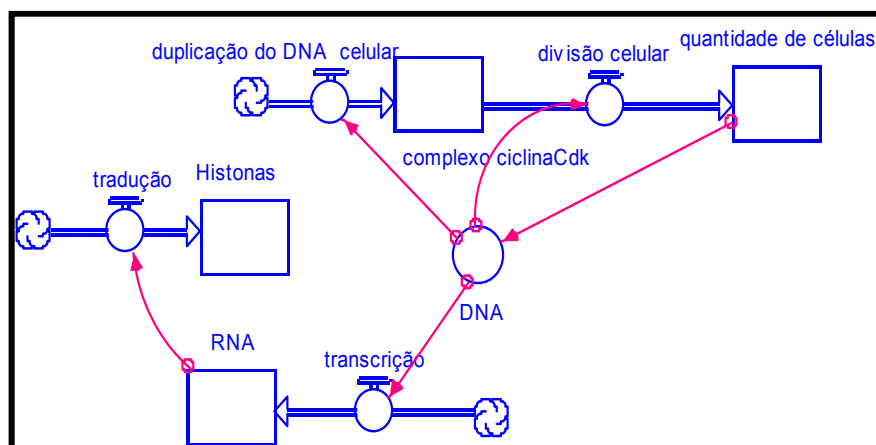 quantidade de células
duplicação do DNA celular
divisão celular
complexo ciclinaCdk
Histonas
tradução
DNA
RNA
transcrição